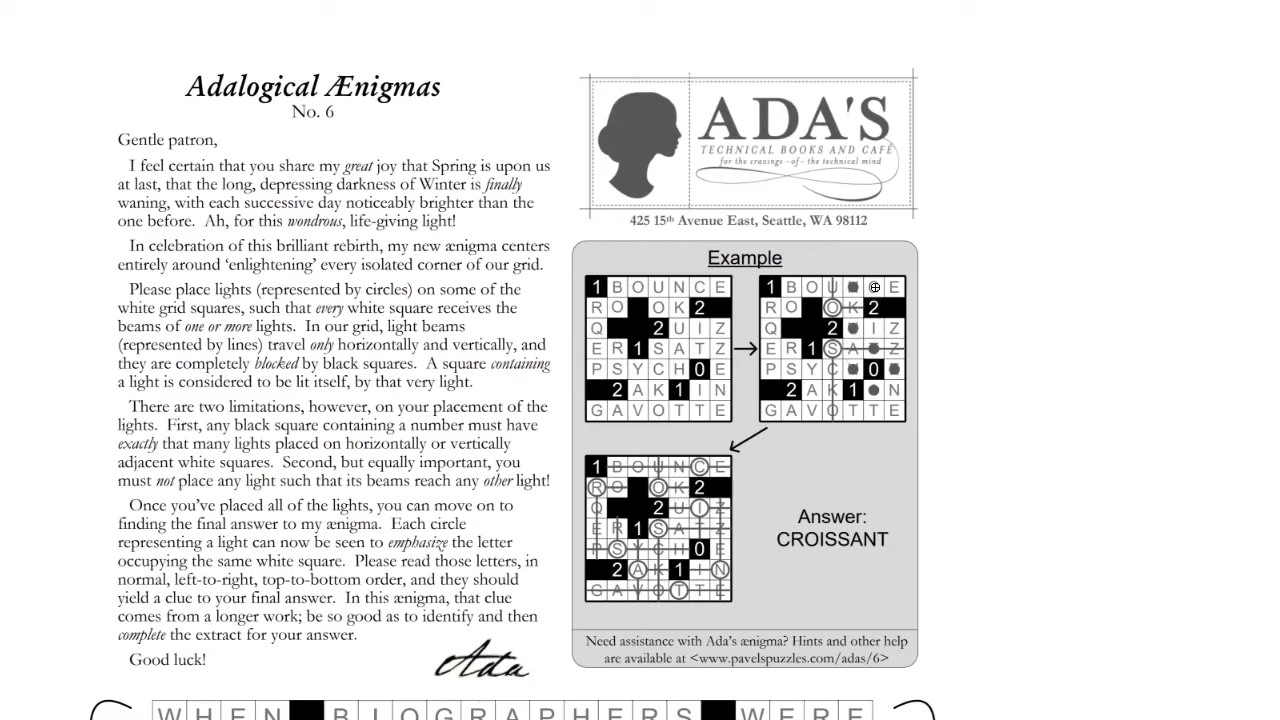 Adalogical Ænigmas
No. 6
Gentle patron,
I feel certain that you share my great joy that Spring is upon us
at last, that the long, depressing darkness of Winter is finally
waning, with each successive day noticeably brighter than the
one before. Ah, for this wondrous, life-giving light!
In celebration of this brilliant rebirth, my new ænigma centers
entirely around ‘enlightening’ every isolated corner of our grid.
Please place lights (represented by circles) on some of the
white grid squares, such that every white square receives the
beams of one or more lights. In our grid, light beams
(represented by lines) travel only horizontally and vertically, and
they are completely blocked by black squares. A square containing
a light is considered to be lit itself, by that very light.
There are two limitations, however, on your placement of the
lights. First, any black square containing a number must have
exactly that many lights placed on horizontally or vertically
adjacent white squares. Second, but equally important, you
must not place any light such that its beams reach any other light!
Once you’ve placed all of the lights, you can move on to
finding the final answer to my ænigma. Each circle
representing a light can now be seen to emphasize the letter
occupying the same white square. Please read those letters, in
normal, left-to-right, top-to-bottom order, and they should
yield a clue to your final answer. In this ænigma, that clue
comes from a longer work; be so good as to identify and then
complete the extract for your answer.
Good luck!
Ada
ADA'S
TECHNICAL BOOKS AND CAFÉ
for the cravings ~of~ the technical mind
425 15th Avenue East, Seattle, WA 98112
Example
1 B O U N C E
R O O K 2
Q 2 U I Z
E R 1 S A T Z
P S Y C H 0 E
2 A K 1 I N
G A V O T T E
1 B O U E
R O O K 2
Q 2 I Z
E R 1 S A Z
P S Y C 0
2 A K 1 N
G A V O T T E
1 B O U N C E
R O O K 2
Q 2 U I Z
E R 1 S A T Z
P S Y C H 0 E
2 A K 1 I N
G A V O T T E
Answer:
CROISSANT
Need assistance with Ada’s ænigma? Hints and other help
are available at <www.pavelspuzzles.com/adas/6>
W H E N B I O G R A P H E R S W E R E